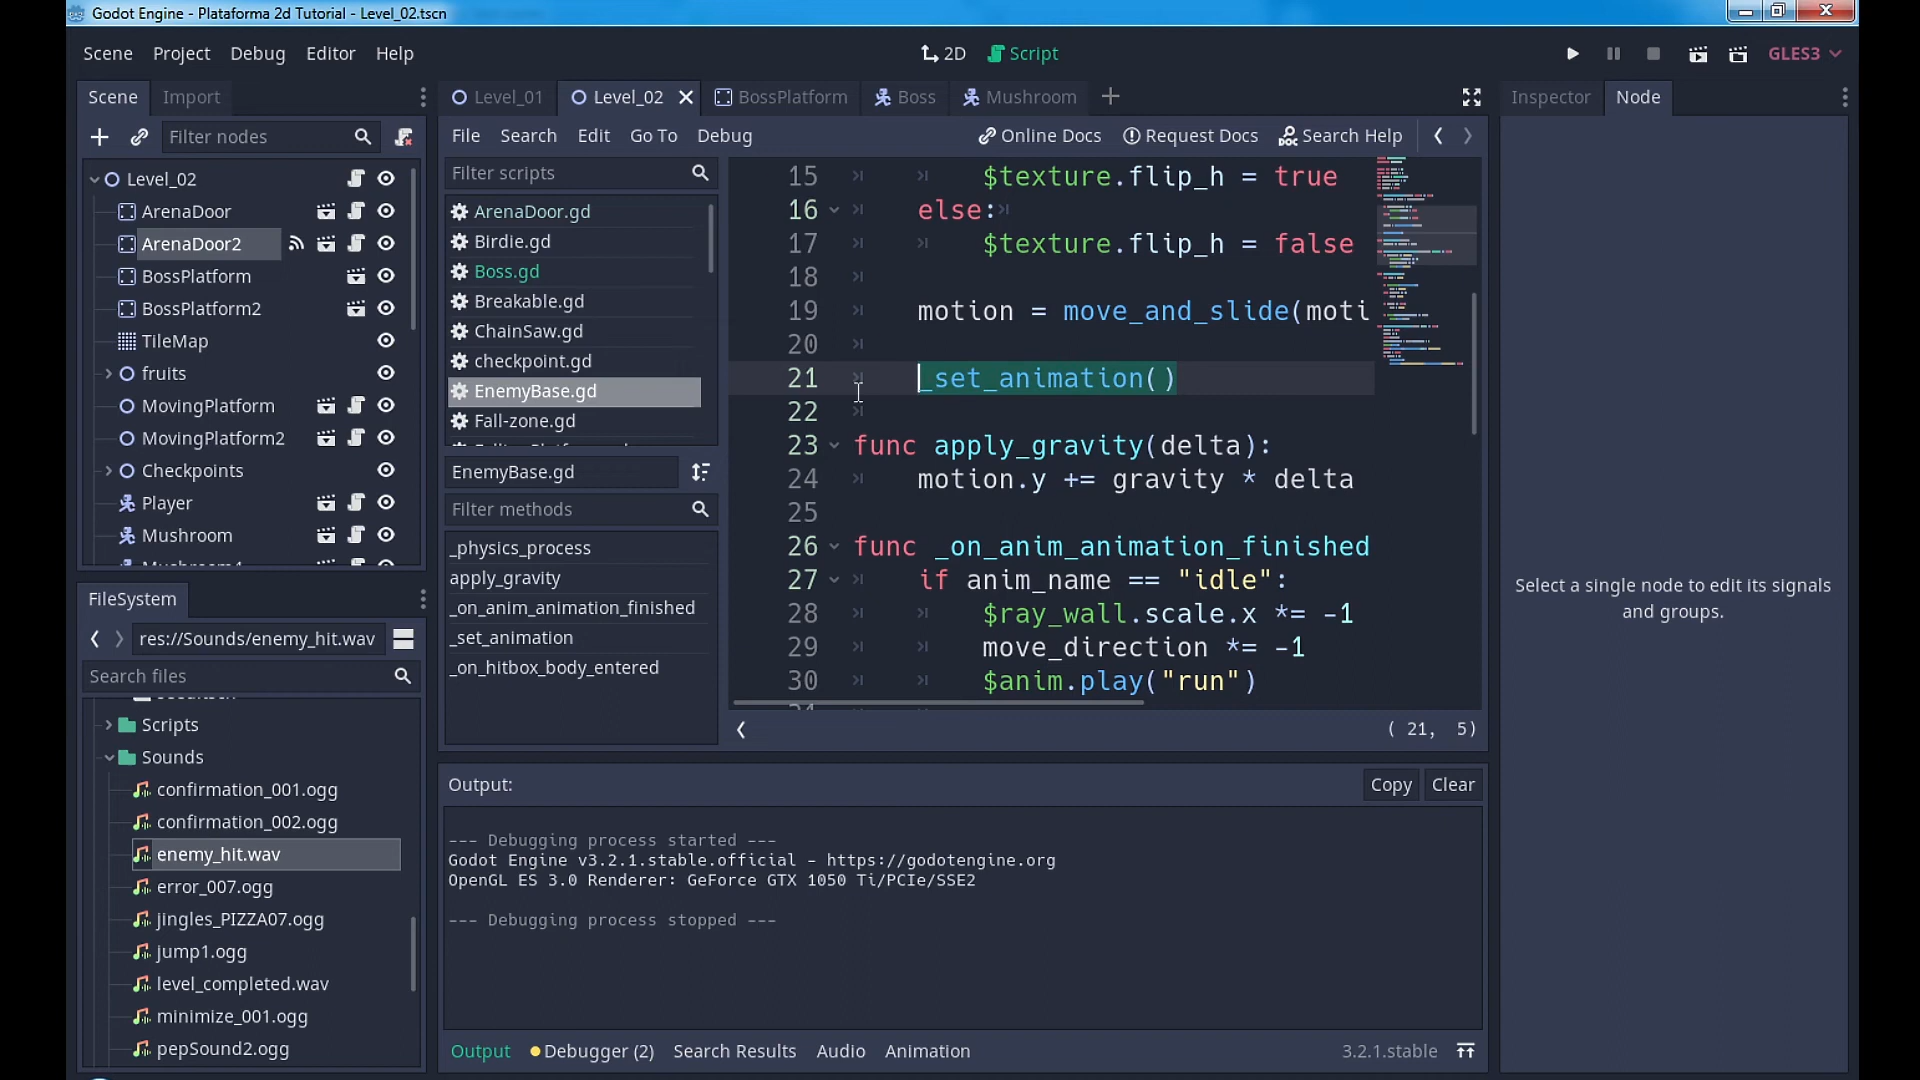 Godot Engine - Plataforma 2d Tutorial - Level_02.tscn
Scene Project Debug Editor Help
2D Script
GLES3
Scene Import
Level_01 Level_02 BossPlatform Boss Mushroom
Inspector Node
Filter nodes
File Search Edit Go To Debug
Online Docs Request Docs Search Help
Level_02
ArenaDoor
ArenaDoor2
BossPlatform
BossPlatform2
TileMap
fruits
MovingPlatform
MovingPlatform2
Checkpoints
Player
Mushroom
Filter scripts
ArenaDoor.gd
Birdie.gd
Boss.gd
Breakable.gd
ChainSaw.gd
checkpoint.gd
EnemyBase.gd
Fall-zone.gd
EnemyBase.gd
Filter methods
_physics_process
apply_gravity
_on_anim_animation_finished
_set_animation
_on_hitbox_body_entered
15 $texture.flip_h = true
16 else:
17 $texture.flip_h = false
18
19 motion = move_and_slide(moti
20
21 _set_animation()
22
23 func apply_gravity(delta):
24 motion.y += gravity * delta
25
26 func _on_anim_animation_finished
27 if anim_name == "idle":
28 $ray_wall.scale.x *= -1
29 move_direction *= -1
30 $anim.play("run")
( 21, 5)
Select a single node to edit its signals
and groups.
FileSystem
res://Sounds/enemy_hit.wav
Search files
Scripts
Sounds
confirmation_001.ogg
confirmation_002.ogg
enemy_hit.wav
error_007.ogg
jingles_PIZZA07.ogg
jump1.ogg
level_completed.wav
minimize_001.ogg
pepSound2.ogg
Output:
Copy Clear
--- Debugging process started ---
Godot Engine v3.2.1.stable.official - https://godotengine.org
OpenGL ES 3.0 Renderer: GeForce GTX 1050 Ti/PCIe/SSE2
--- Debugging process stopped ---
Output Debugger (2) Search Results Audio Animation
3.2.1.stable